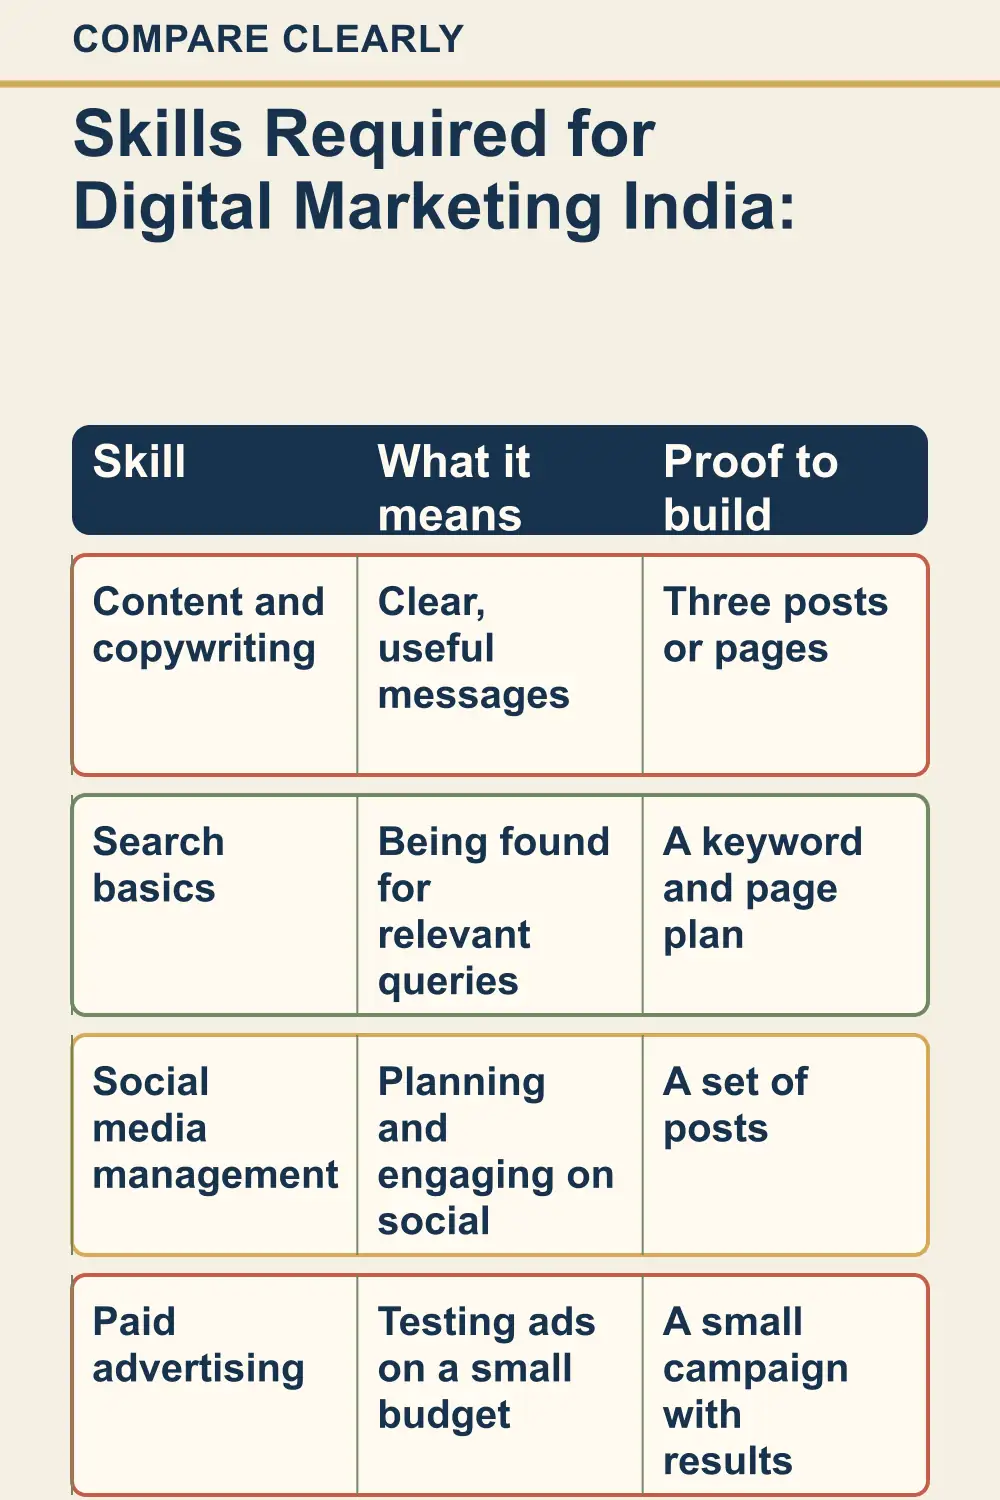 COMPARE CLEARLY
Skills Required for
Digital Marketing India:
Skill
What it
means
Proof to
build
Content and
copywriting
Clear,
useful
messages
Three posts
or pages
Search
basics
Being found
for
relevant
queries
A keyword
and page
plan
Social
media
management
Planning
and
engaging on
social
A set of
posts
Paid
advertising
Testing ads
on a small
budget
A small
campaign
with
results